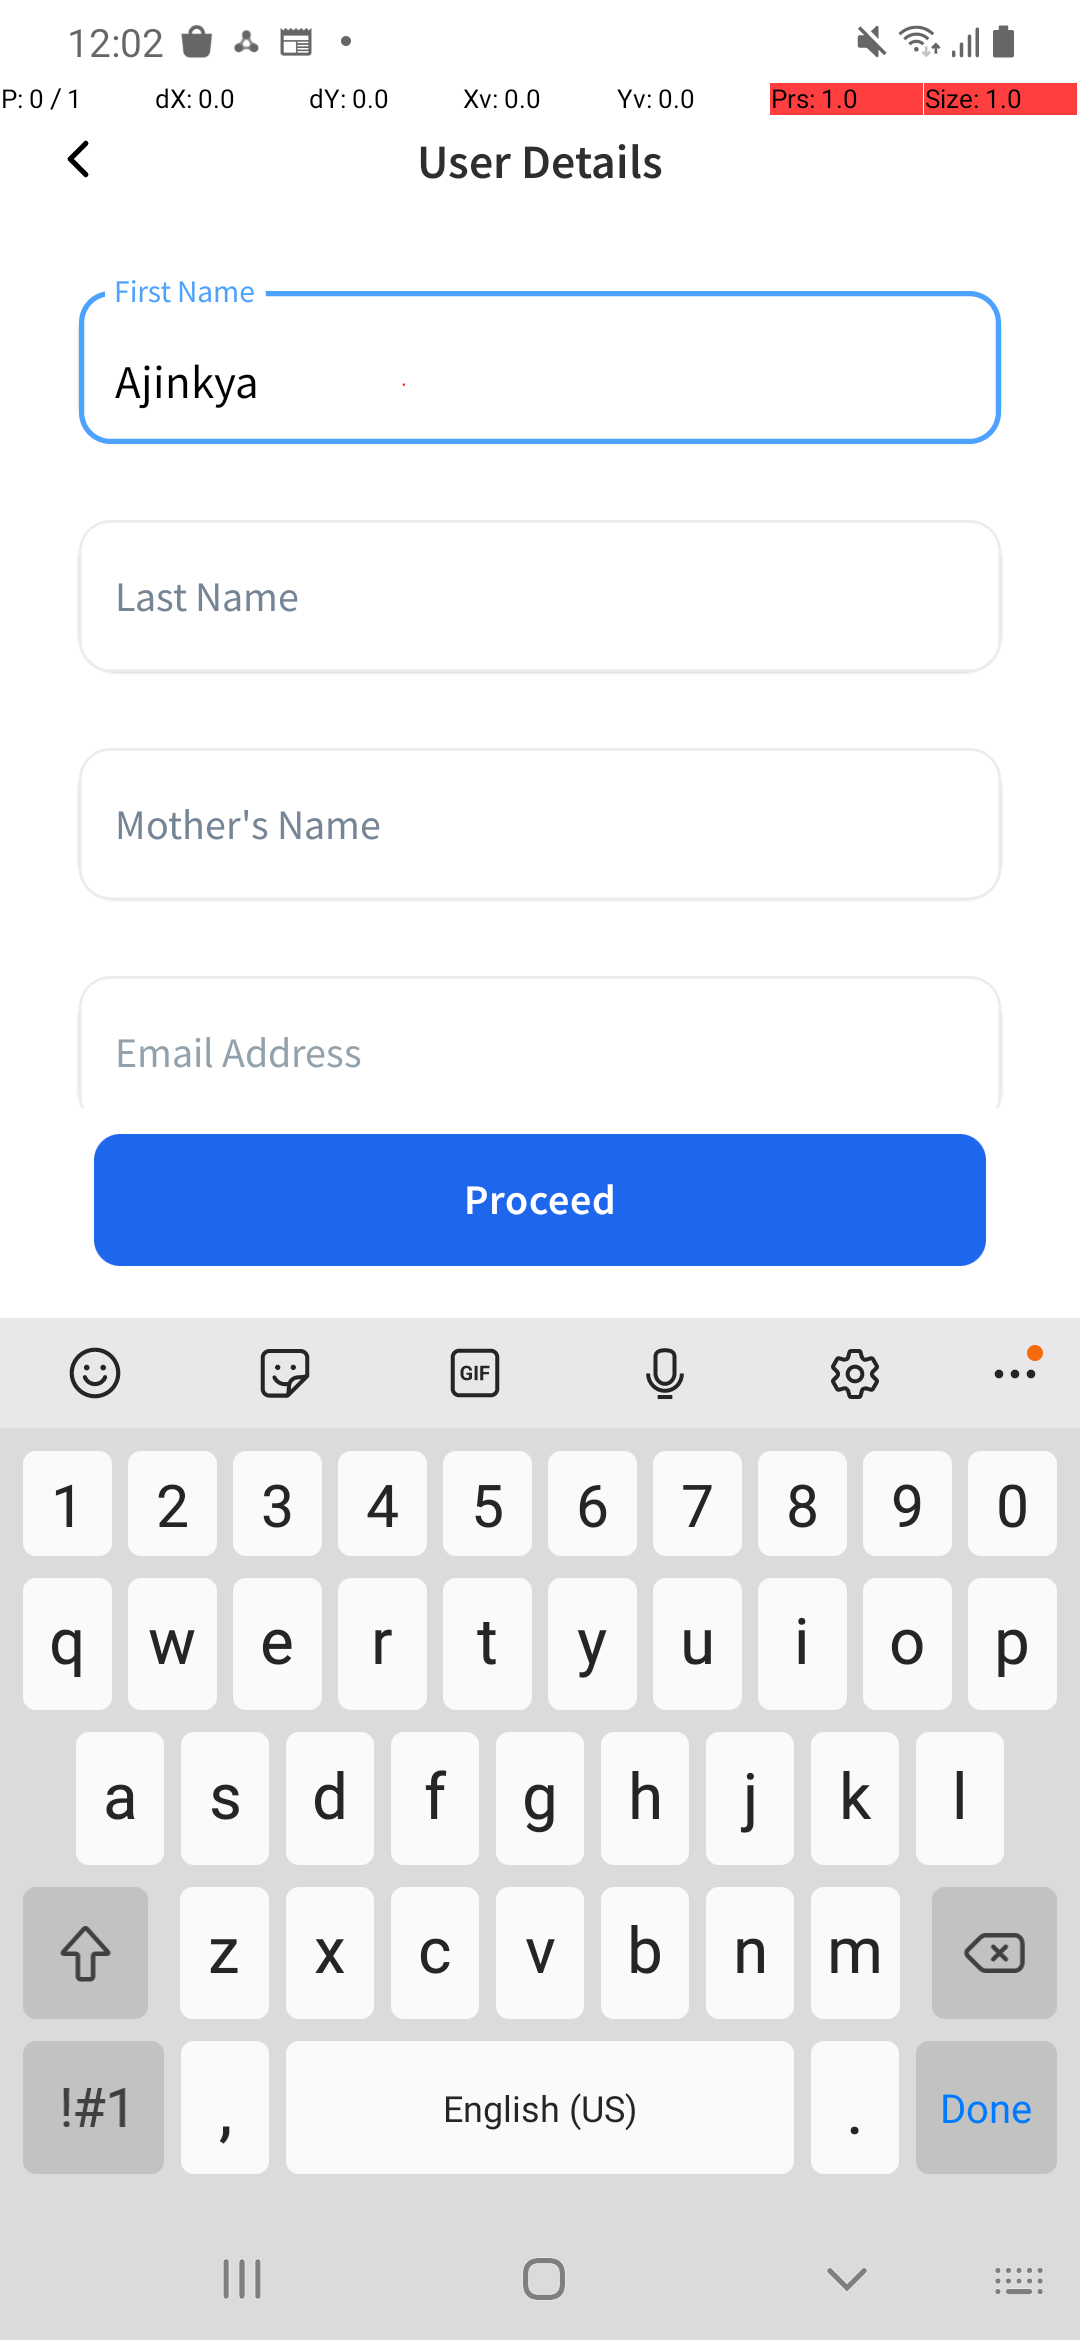 12:02
P: 0 / 1 dX: 0.0 dY: 0.0 Xv: 0.0 Yv: 0.0 Prs: 1.0 Size: 1.0
User Details
First Name
Ajinkya
Last Name
Mother's Name
Email Address
Proceed
GIF
1 2 3 4 5 6 7 8 9 0
q w e r t y u i o p
a s d f g h j k l
z x c v b n m
!#1 , English (US) . Done